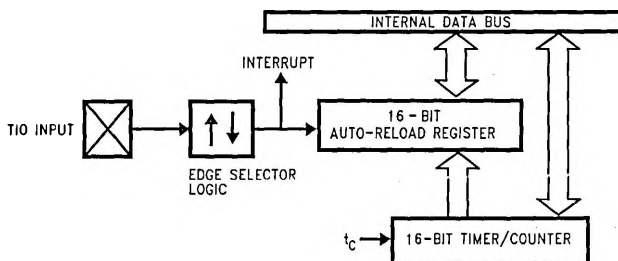 INTERNAL DATA BUS
INTERRUPT
TIO INPUT
16-BIT
AUTO-RELOAD REGISTER
EDGE SELECTOR
LOGIC
tC
16-BIT TIMER/COUNTER